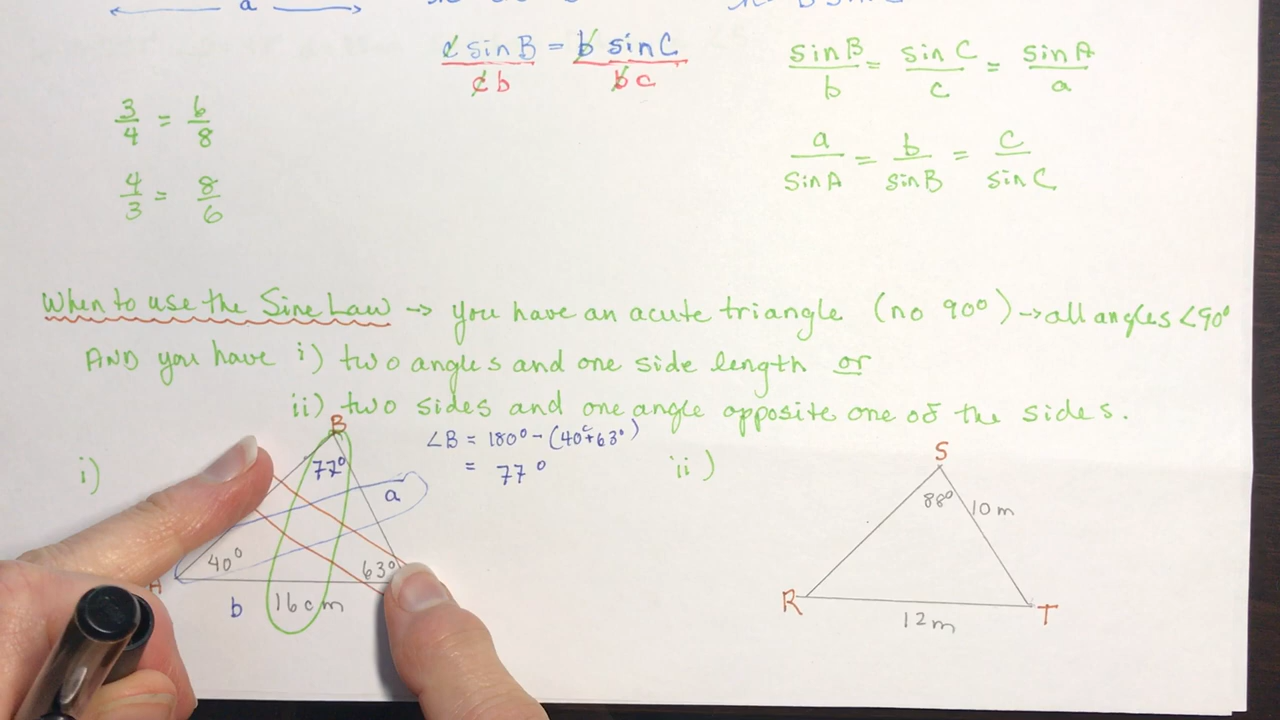 a
c sin B = b sin C
c b b c
sin B = sin C = sin A
b c a
3 = 6
4 8
a = b = c
sin A sin B sin C
4 = 8
3 6
When to use the Sine Law → you have an acute triangle (no 90°) → all angles <90°
AND you have i) two angles and one side length or
ii) two sides and one angle opposite one of the sides.
i)
B
77°
a
40°
63°
A
b
16cm
∠B = 180° - (40°+63°)
= 77°
ii)
S
88°
10 m
R
T
12 m